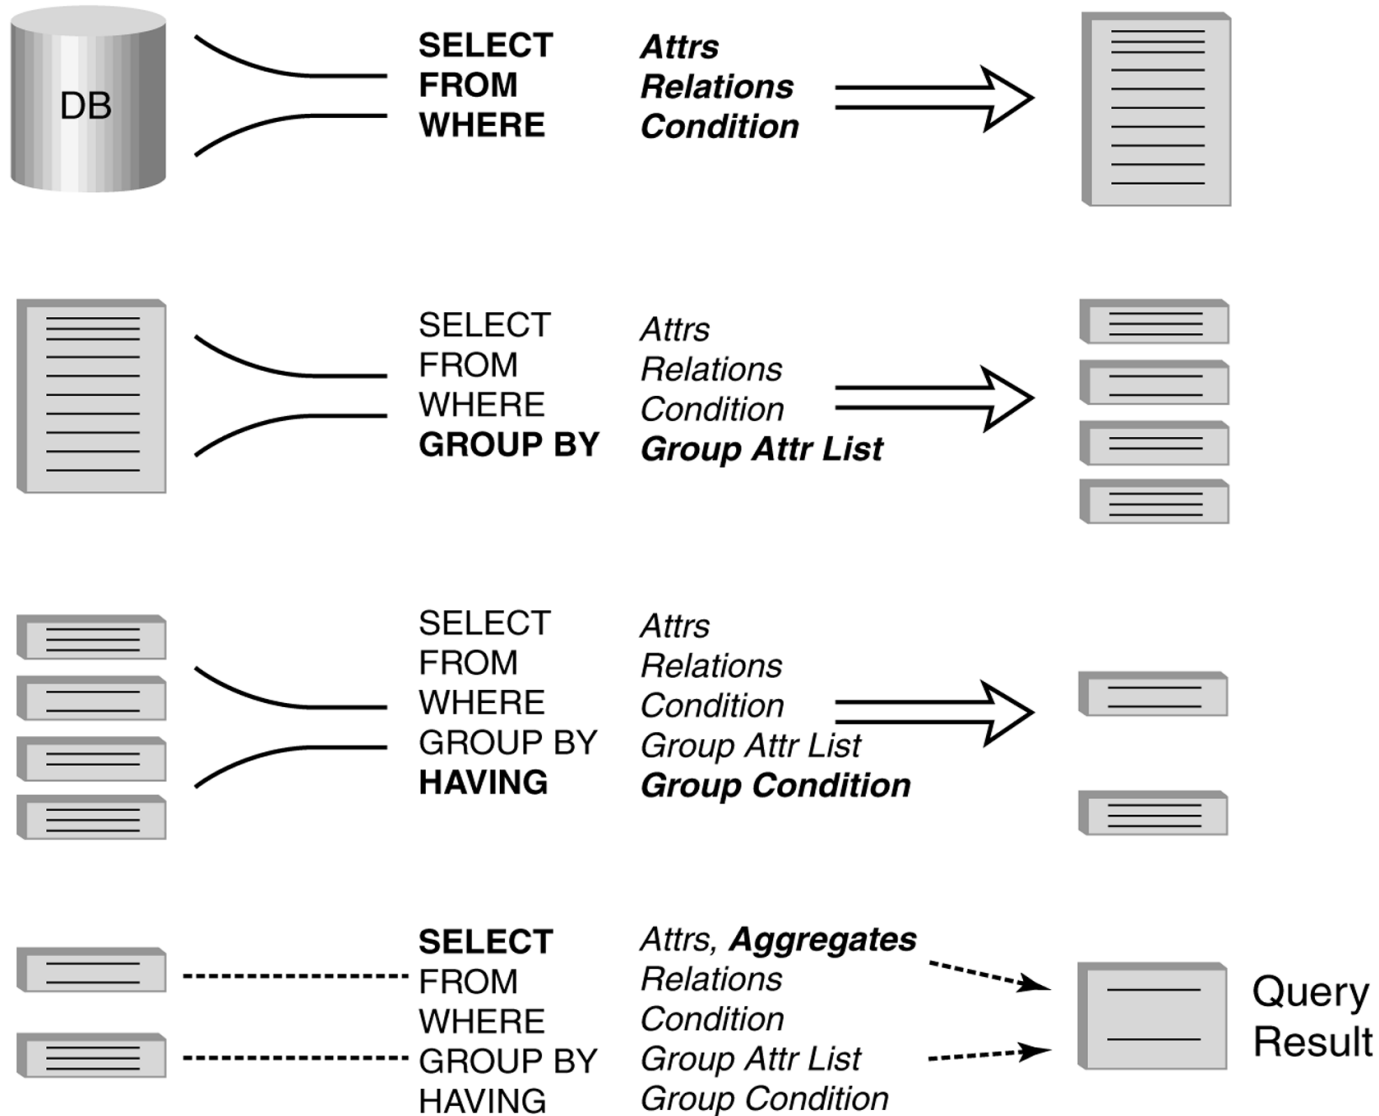 DB
SELECT Attrs
FROM Relations
WHERE Condition
SELECT Attrs
FROM Relations
WHERE Condition
GROUP BY Group Attr List
SELECT Attrs
FROM Relations
WHERE Condition
GROUP BY Group Attr List
HAVING Group Condition
SELECT Attrs, Aggregates
FROM Relations
WHERE Condition
GROUP BY Group Attr List
HAVING Group Condition
Query
Result